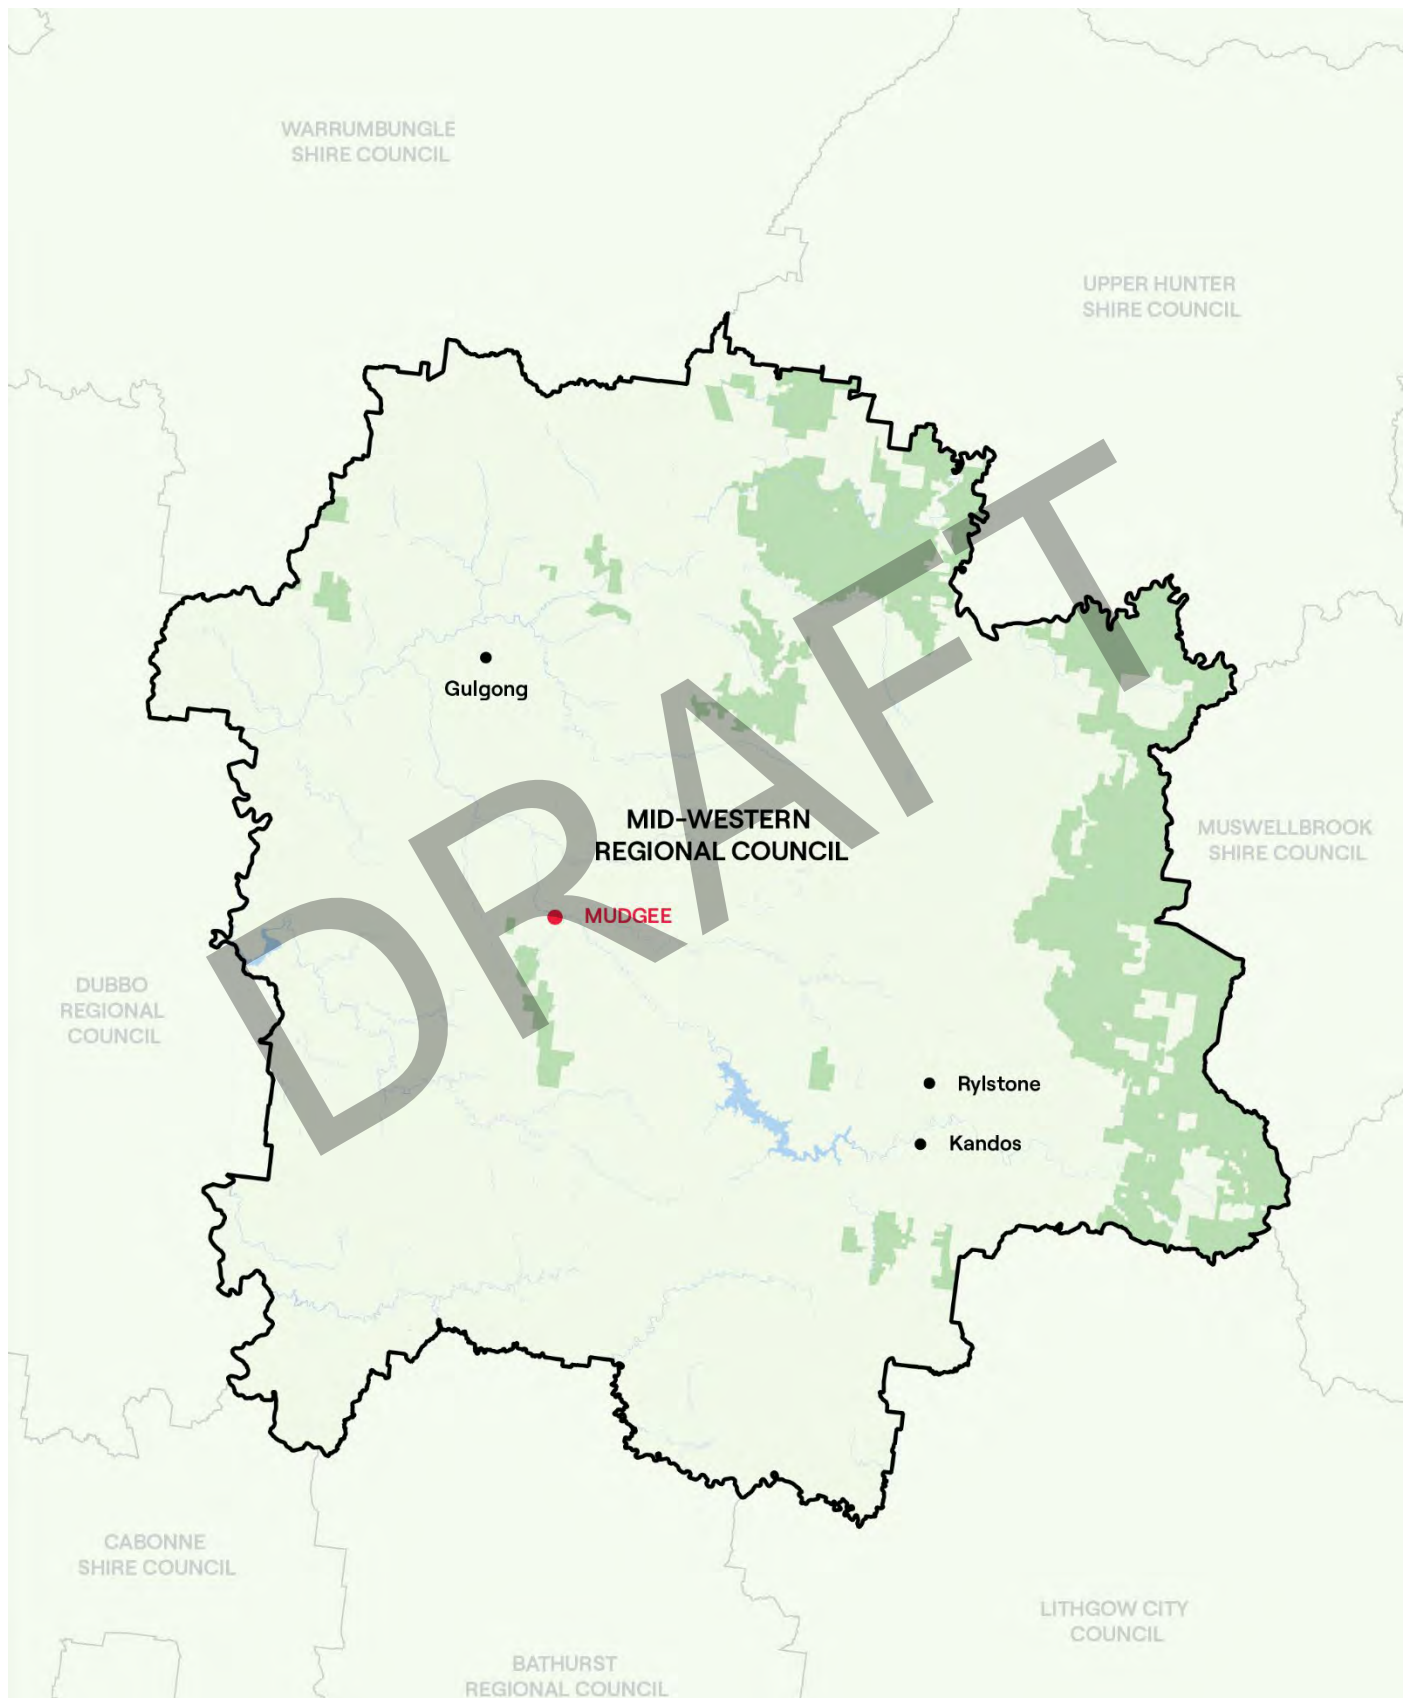 WARRUMBUNGLE
SHIRE COUNCIL
UPPER HUNTER
SHIRE COUNCIL
DRAFT
Gulgong
MID-WESTERN
REGIONAL COUNCIL
MUSWELLBROOK
SHIRE COUNCIL
MUDGEE
DUBBO
REGIONAL
COUNCIL
Rylstone
Kandos
CABONNE
SHIRE COUNCIL
LITHGOW CITY
COUNCIL
BATHURST
REGIONAL COUNCIL